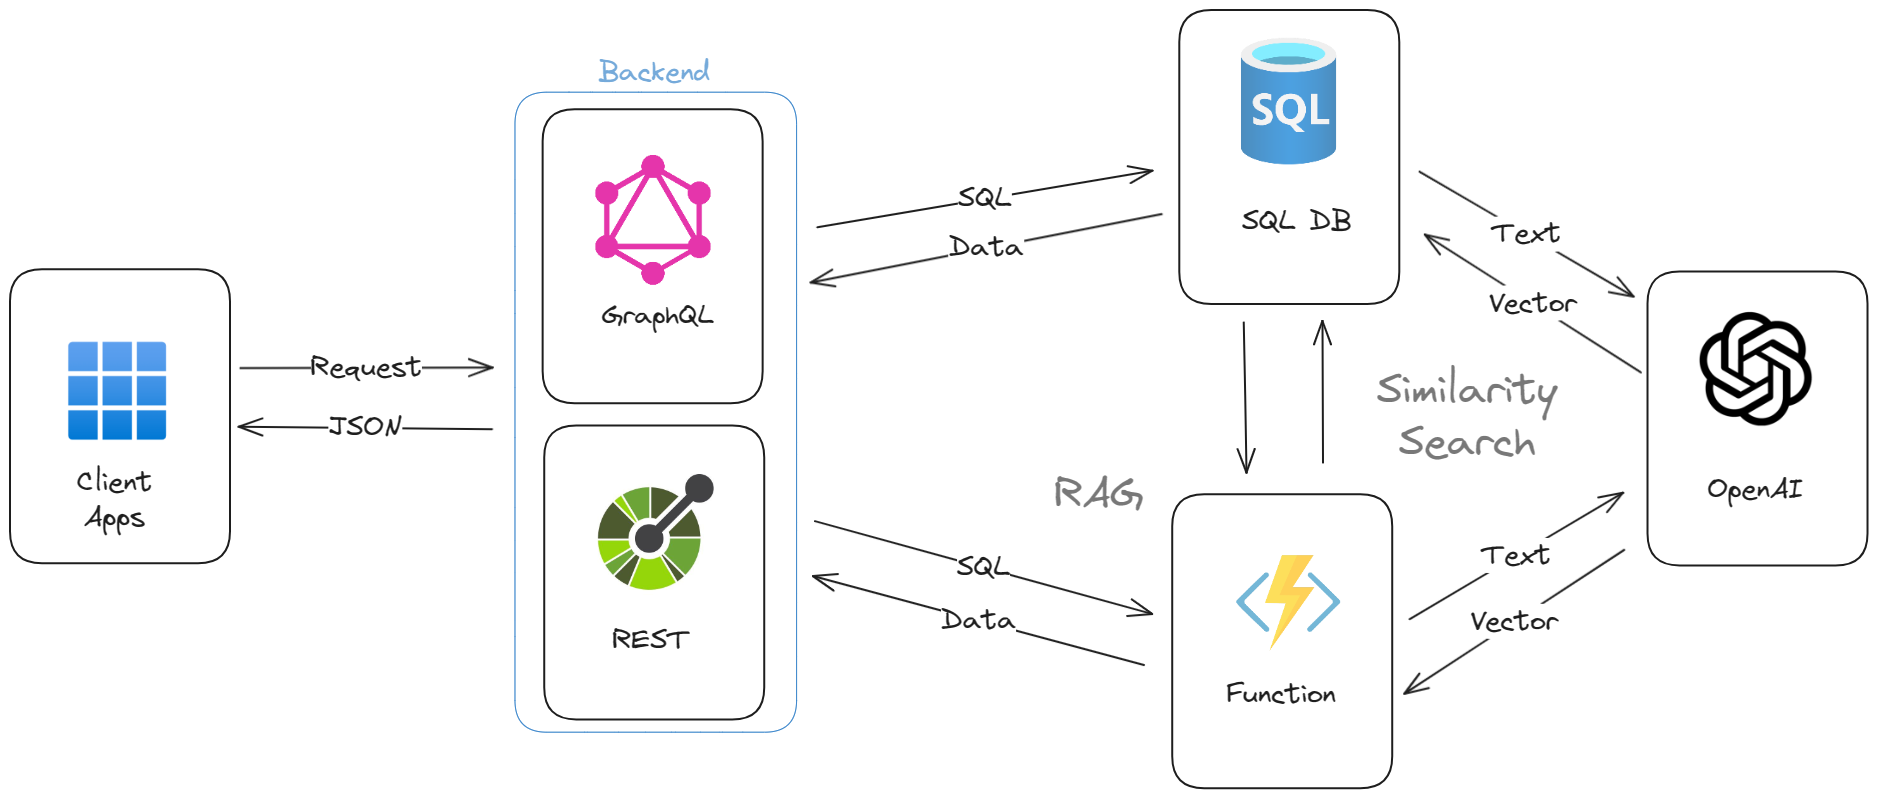 Backend
SQL
SQL DB
SQL
Data
Text
Vector
GraphQL
Request
JSON
Client
Apps
Similarity
Search
RAG
OpenAI
REST
SQL
Data
Text
Vector
Function